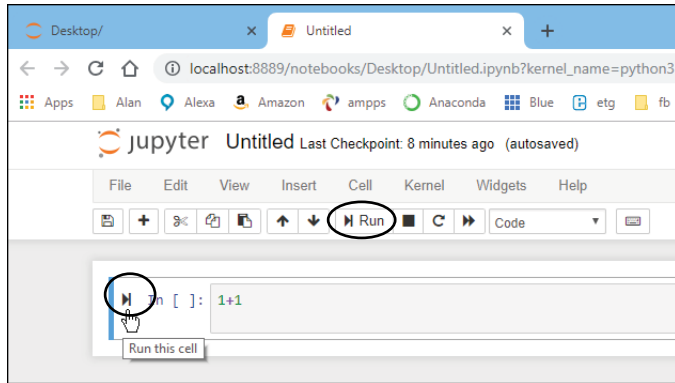 Desktop/ × Untitled × +
localhost:8889/notebooks/Desktop/Untitled.ipynb?kernel_name=python3
Apps Alan Alexa Amazon ampps Anaconda Blue etg fb
jupyter Untitled Last Checkpoint: 8 minutes ago (autosaved)
File Edit View Insert Cell Kernel Widgets Help
Run Code
In [ ]: 1+1
Run this cell